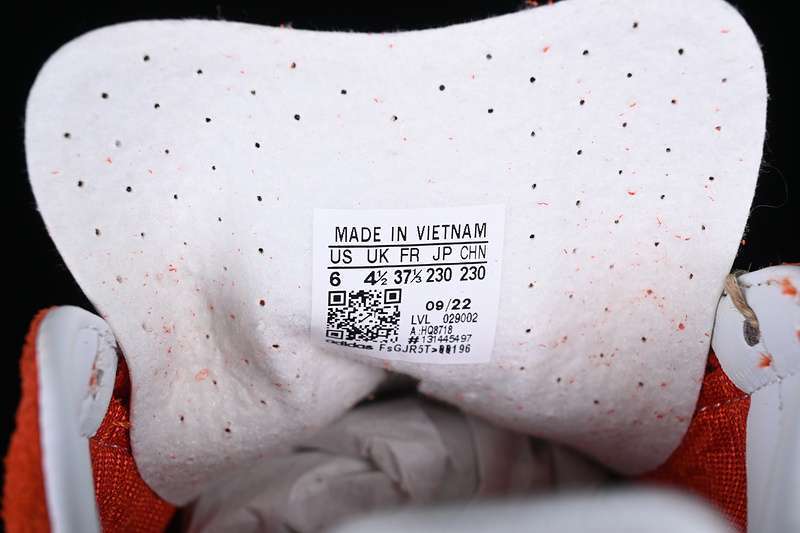 MADE IN VIETNAM
US UK FR JP CHN
6 4½ 37⅓ 230 230
09/22
LVL 029002
A:HQ8718
# 131445497
adidas